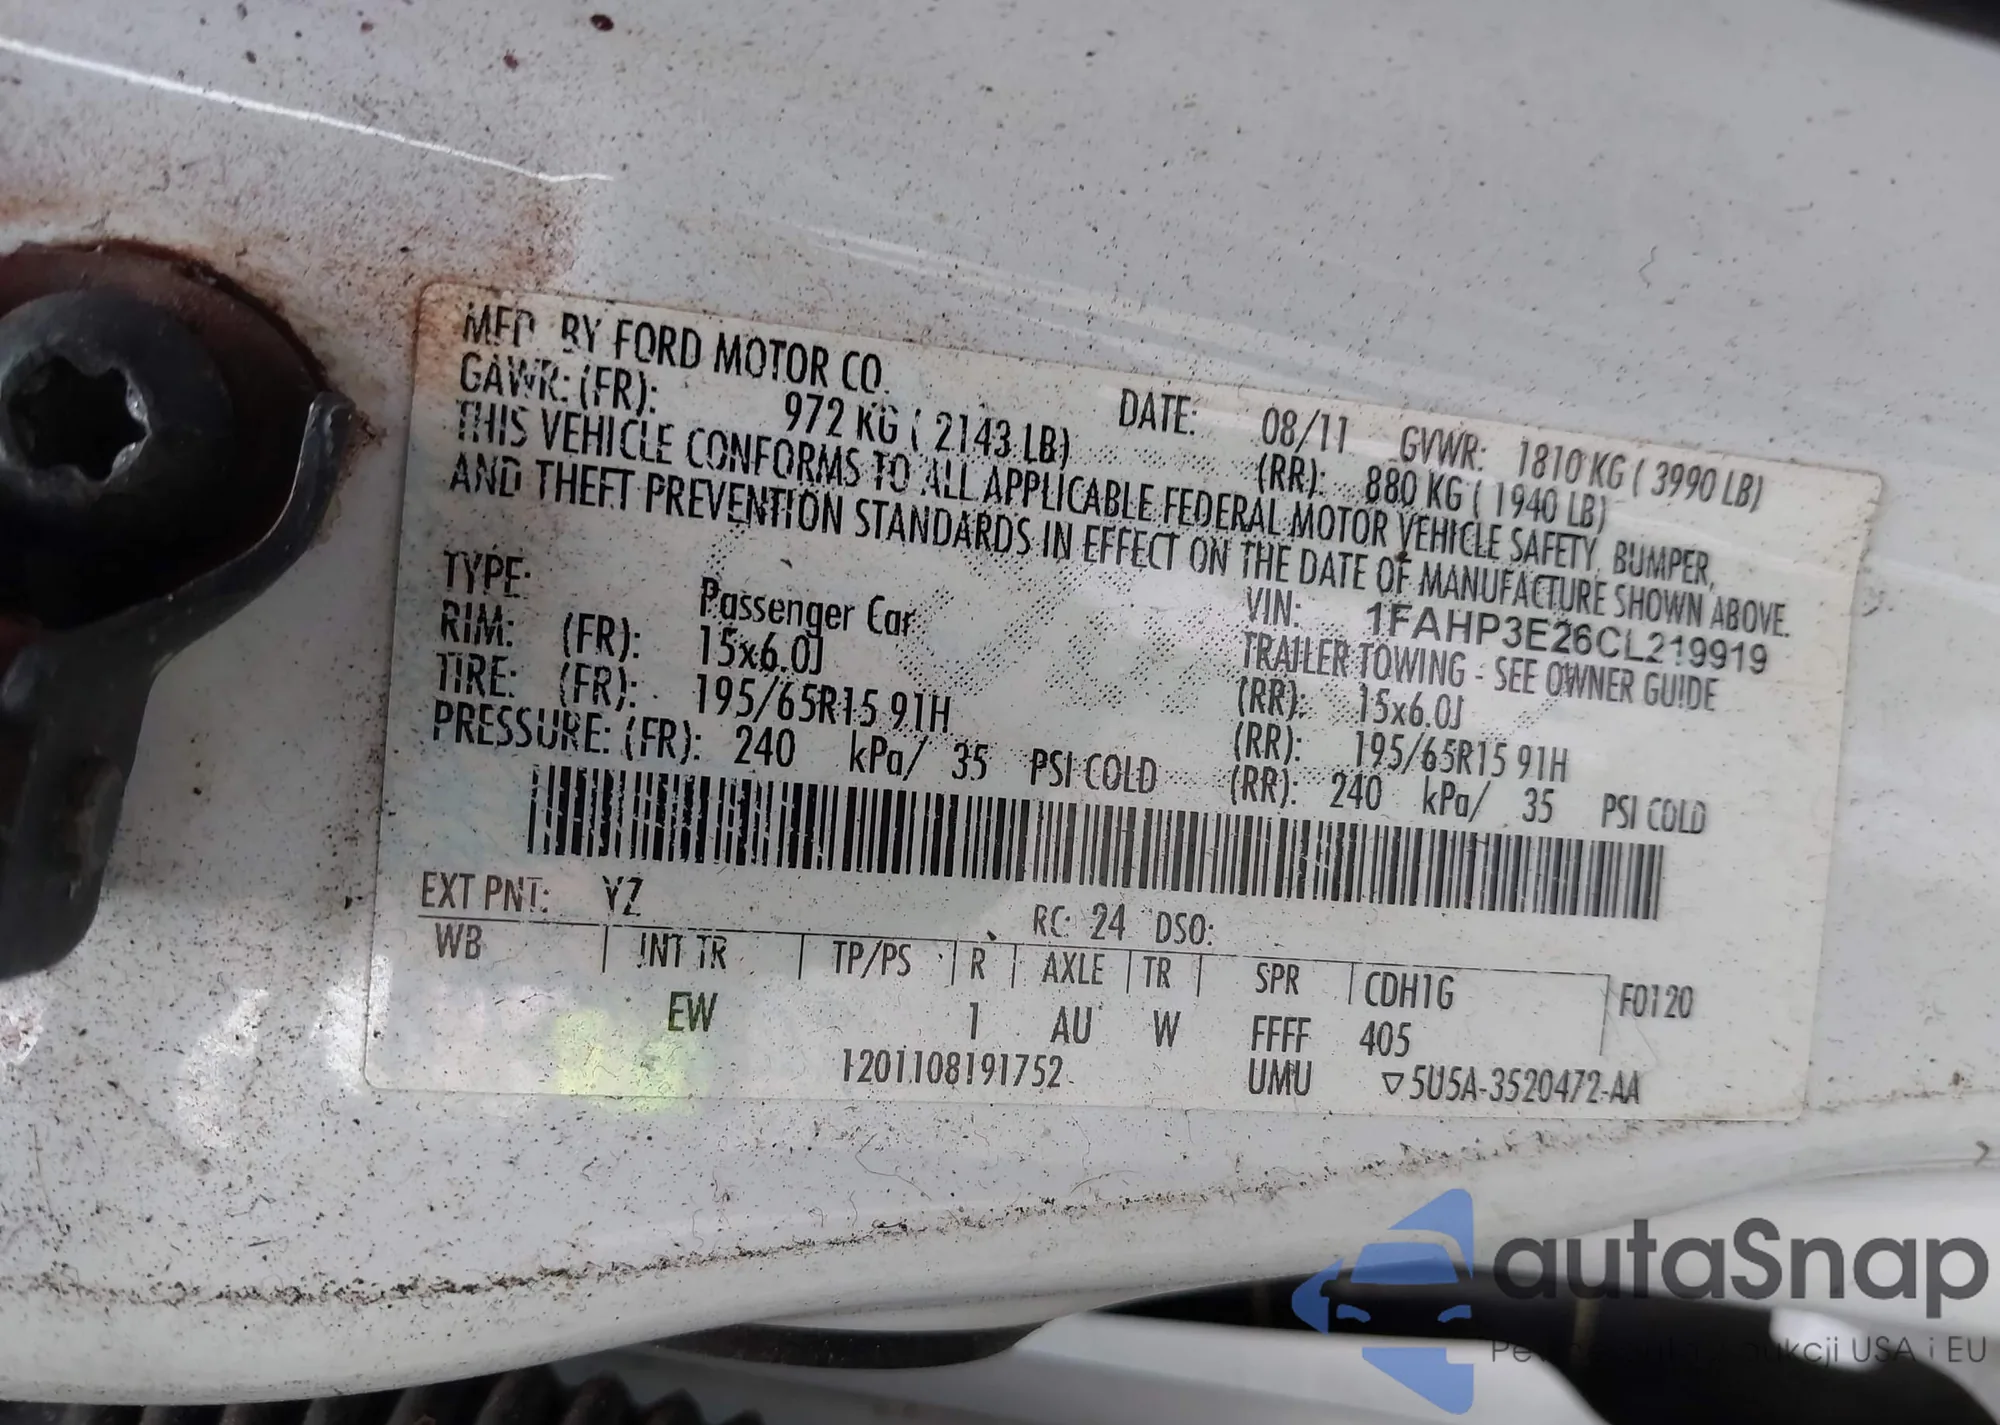 MFD. BY FORD MOTOR CO. DATE: 08/11 GVWR: 1810 KG ( 3990 LB)
GAWR: (FR): 972 KG ( 2143 LB) (RR): 880 KG ( 1940 LB)
THIS VEHICLE CONFORMS TO ALL APPLICABLE FEDERAL MOTOR VEHICLE SAFETY, BUMPER,
AND THEFT PREVENTION STANDARDS IN EFFECT ON THE DATE OF MANUFACTURE SHOWN ABOVE.
VIN: 1FAHP3E26CL219919
TYPE: Passenger Car TRAILER TOWING - SEE OWNER GUIDE
RIM: (FR): 15x6.0J (RR): 15x6.0J
TIRE: (FR): 195/65R15 91H (RR): 195/65R15 91H
PRESSURE: (FR): 240 kPa/ 35 PSI COLD (RR): 240 kPa/ 35 PSI COLD
EXT PNT: YZ RC: 24 DSO:
WB INT TR TP/PS R AXLE TR SPR CDH1G F0120
EW 1 AU W FFFF 405
1201108191752 UMU ▽5U5A-3520472-AA
autaSnap
USA i EU